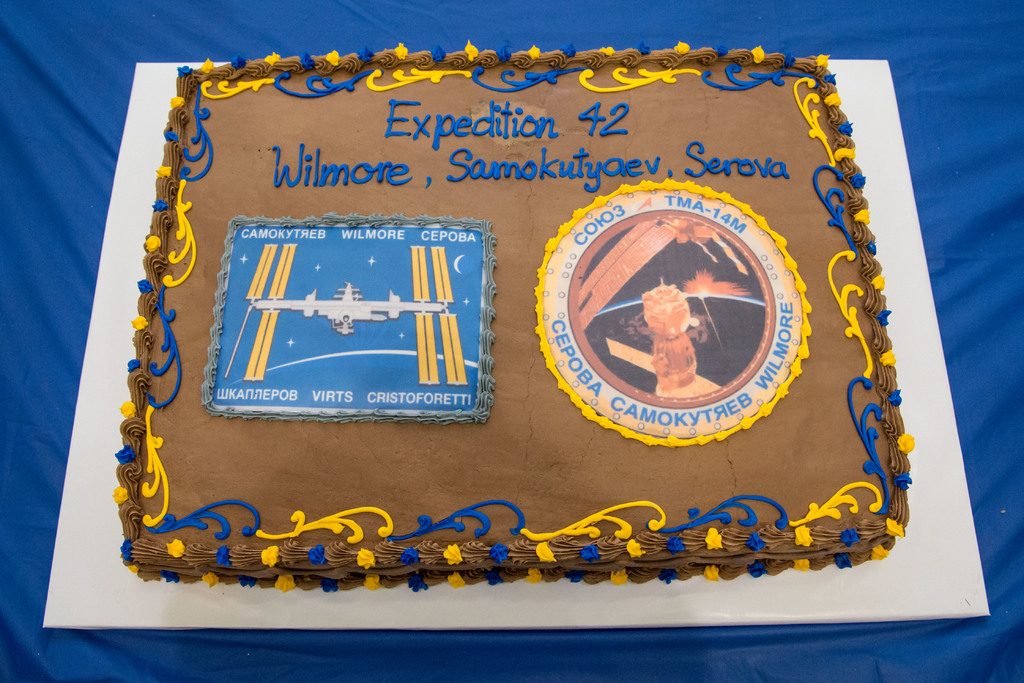 Expedition 42
Wilmore, Samokutyaev, Serova
САМОКУТЯЕВ WILMORE СЕРОВА
ШКАПЛЕРОВ VIRTS CRISTOFORETTI
СОЮЗ ТМА-14М
СЕРОВА САМОКУТЯЕВ WILMORE